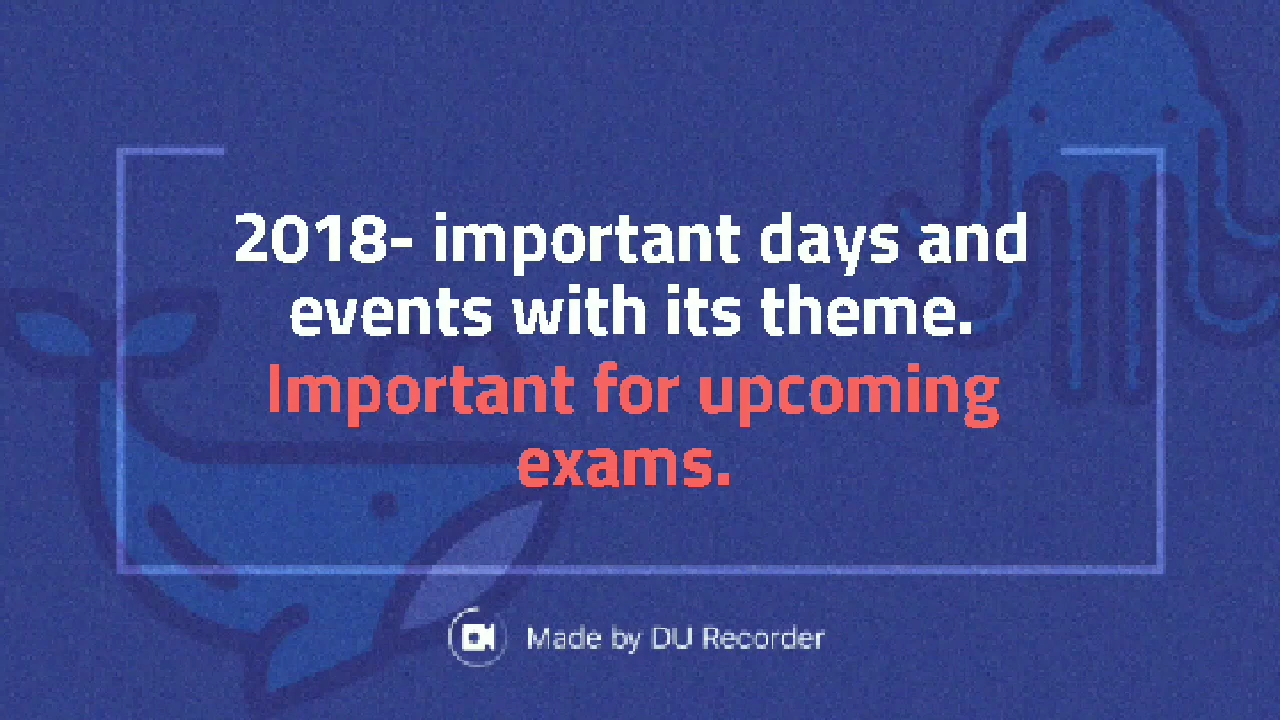 2018- important days and
events with its theme.
Important for upcoming
exams.
Made by DU Recorder